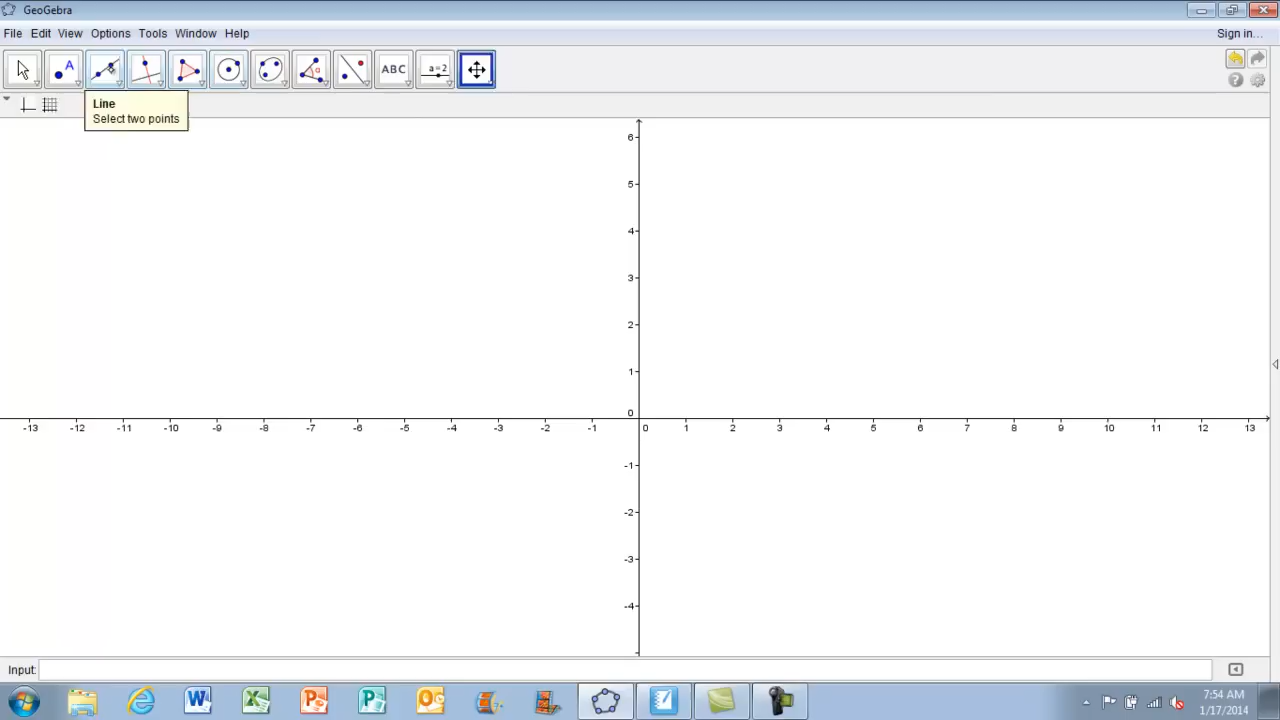 GeoGebra
File Edit View Options Tools Window Help Sign in...
A ABC a=2
Line
Select two points
6
5
4
3
2
1
0
-13 -12 -11 -10 -9 -8 -7 -6 -5 -4 -3 -2 -1 0 1 2 3 4 5 6 7 8 9 10 11 12 13
-1
-2
-3
-4
Input:
7:54 AM
1/17/2014